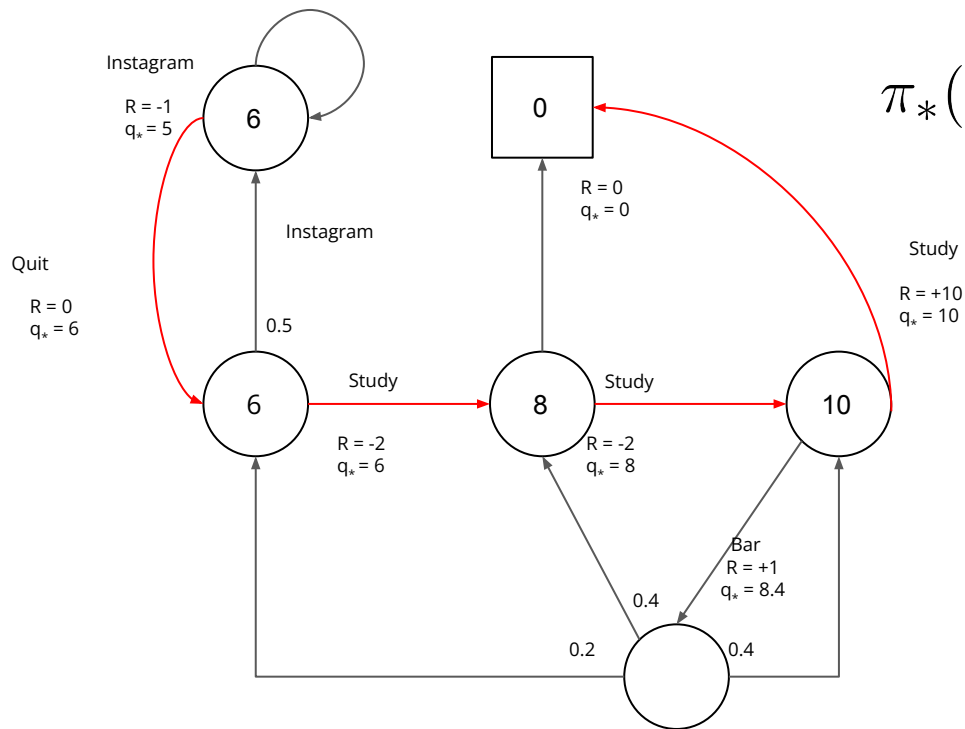 Instagram
R = -1
q* = 5
6
0
π*(
R = 0
q* = 0
Instagram
Quit
R = 0
q* = 6
Study
R = +10
q* = 10
0.5
6
Study
R = -2
q* = 6
8
Study
R = -2
q* = 8
10
Bar
R = +1
q* = 8.4
0.4
0.2
0.4